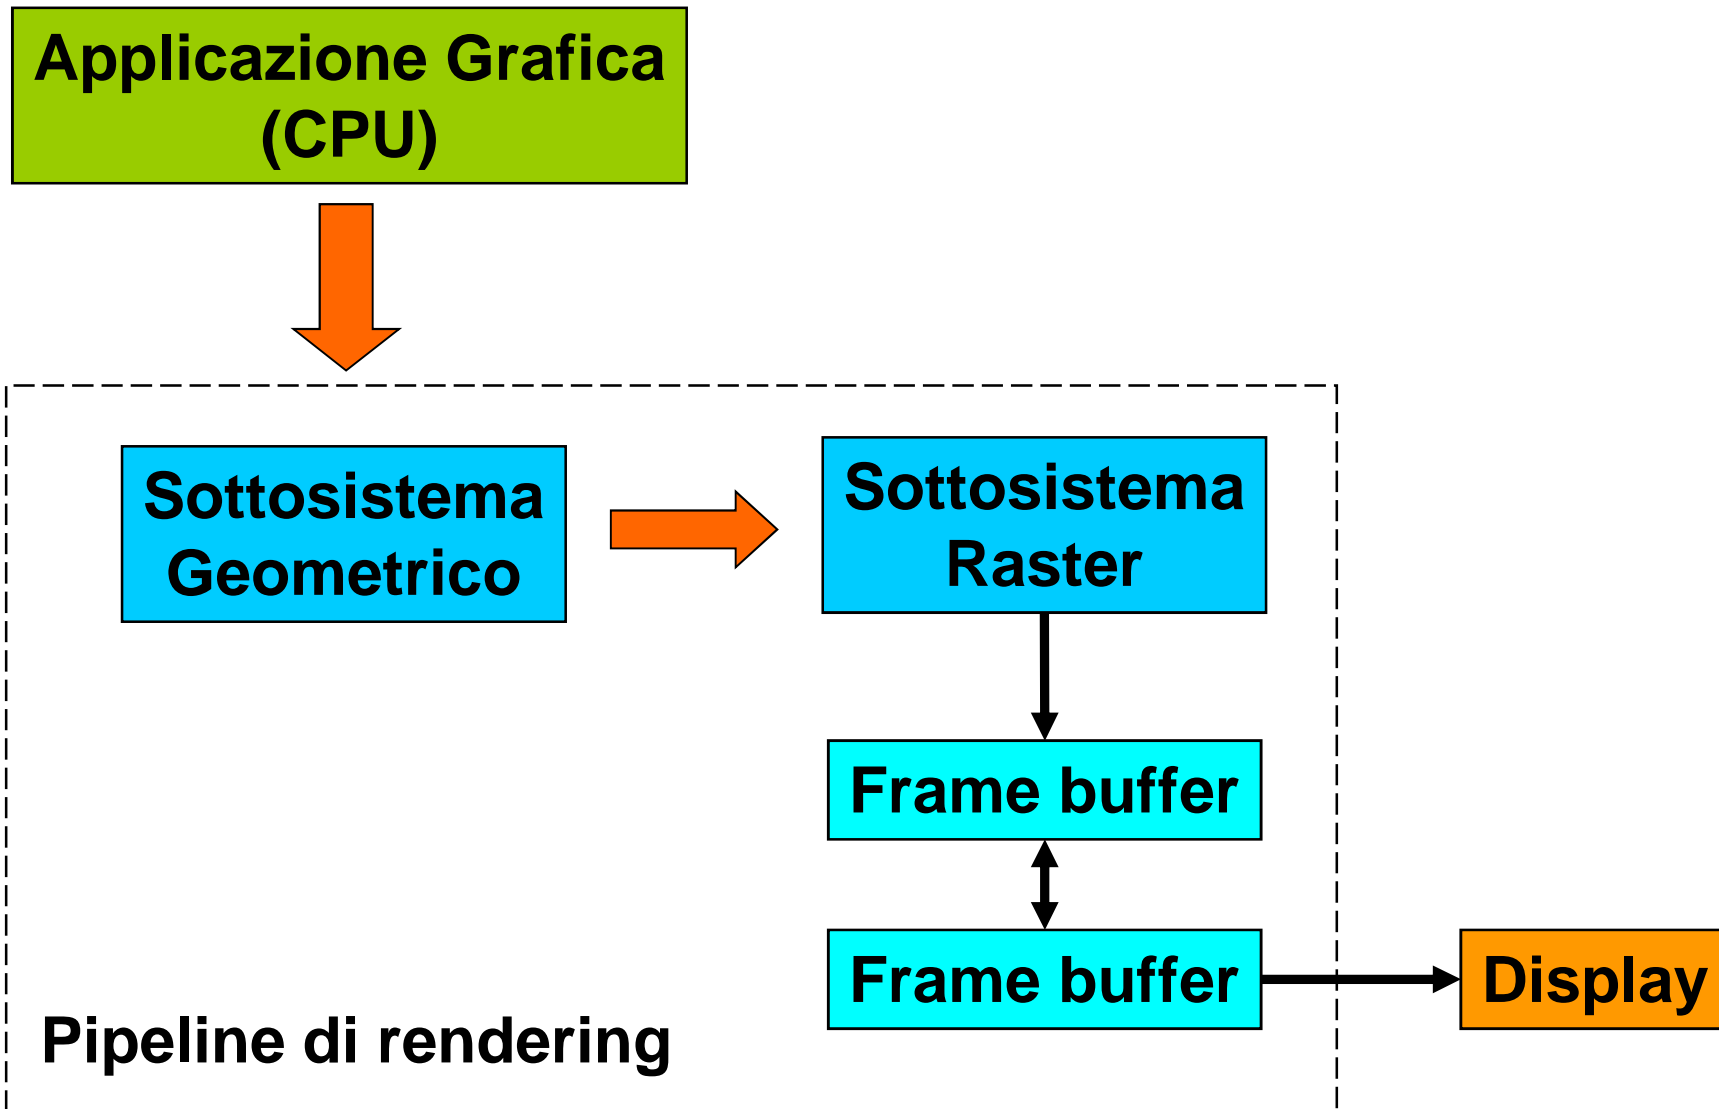 Applicazione Grafica
(CPU)
Sottosistema
Geometrico
Sottosistema
Raster
Frame buffer
Frame buffer
Display
Pipeline di rendering